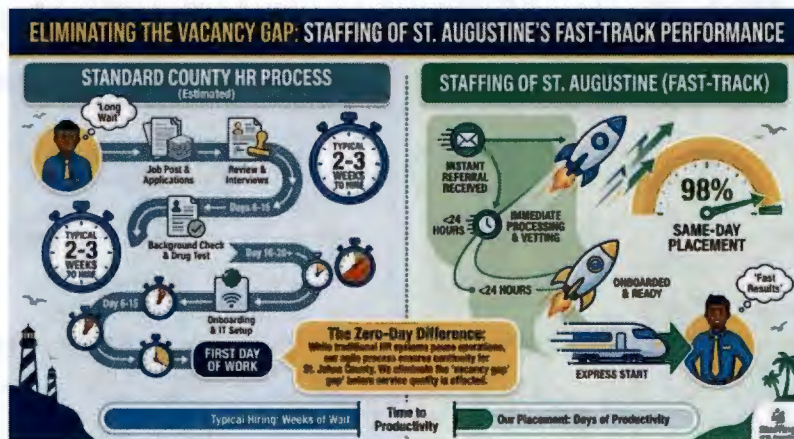 ELIMINATING THE VACANCY GAP: STAFFING OF ST. AUGUSTINE'S FAST-TRACK PERFORMANCE
STANDARD COUNTY HR PROCESS
(Estimated)
'Long
Wait'
Job Post &
Applications
Review &
Interviews
TYPICAL
2-3
WEEKS
TO HIRE
Days 6-15
TYPICAL
2-3
WEEKS
TO HIRE
Background Check
& Drug Test
Day 16-20+
Day 6-15
Onboarding
& IT Setup
FIRST DAY
OF WORK
The Zero-Day Difference:
While traditional HR systems pause operations,
our agile process ensures continuity for
St. Johns County. We eliminate the 'vacancy gap'
gap' before service quality is affected.
STAFFING OF ST. AUGUSTINE (FAST-TRACK)
INSTANT
REFERRAL
RECEIVED
<24
HOURS
IMMEDIATE
PROCESSING
& VETTING
98%
SAME-DAY
PLACEMENT
<24 HOURS
ONBOARDED
& READY
'Fast
Results'
EXPRESS START
Typical Hiring: Weeks of Wait
Time to
Productivity
Our Placement: Days of Productivity